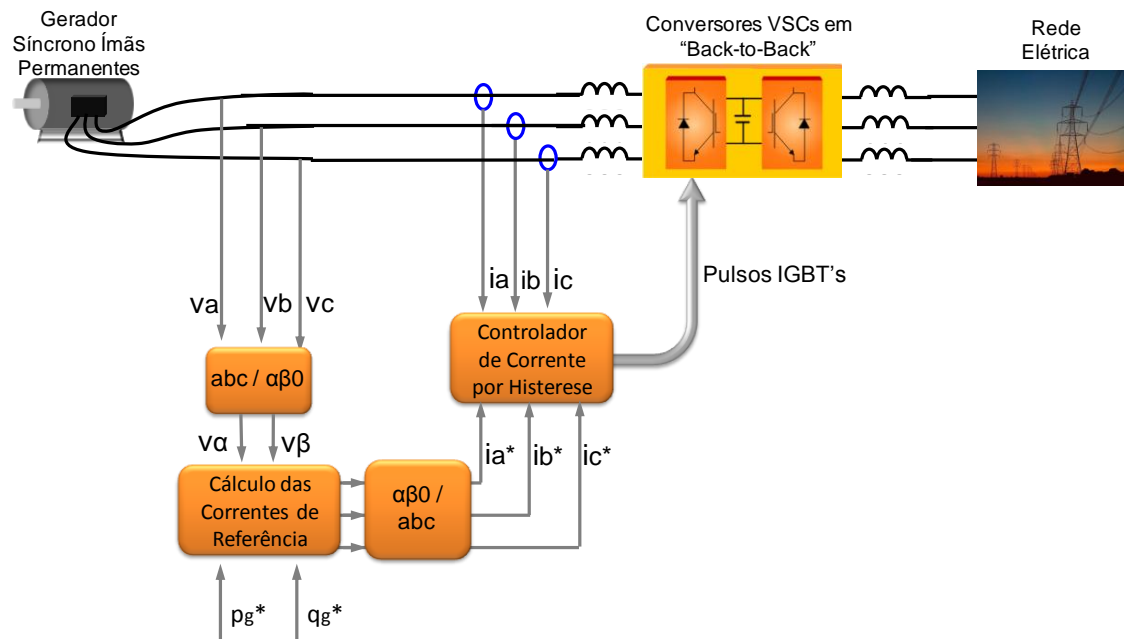 Gerador
Síncrono Ímãs
Permanentes
Conversores VSCs em
“Back-to-Back”
Rede
Elétrica
va
vb
vc
ia
ib
ic
Pulsos IGBT’s
Controlador
de Corrente
por Histerese
abc / αβ0
vα
vβ
ia*
ib*
ic*
Cálculo das
Correntes de
Referência
αβ0 /
abc
pg*
qg*